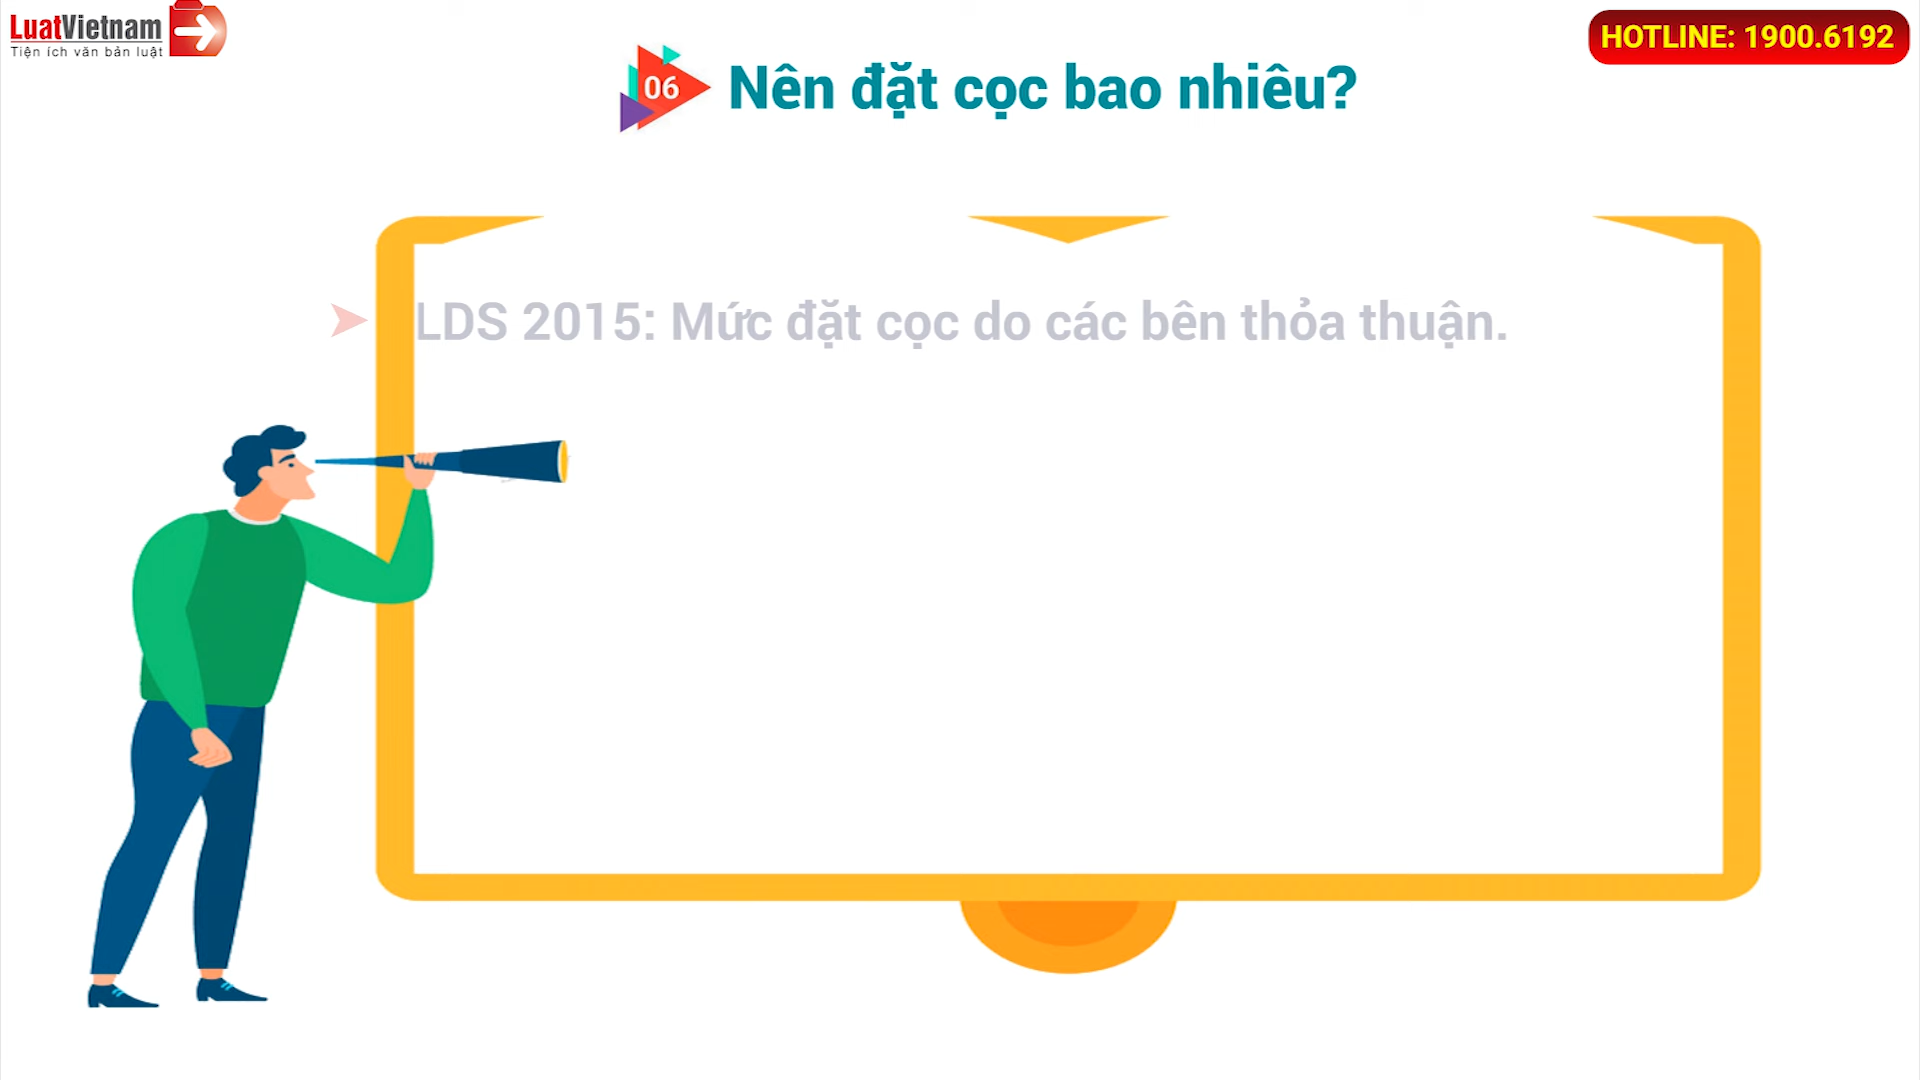 LuatVietnam
Tiện ích văn bản luật
HOTLINE: 1900.6192
06
Nên đặt cọc bao nhiêu?
LDS 2015: Mức đặt cọc do các bên thỏa thuận.